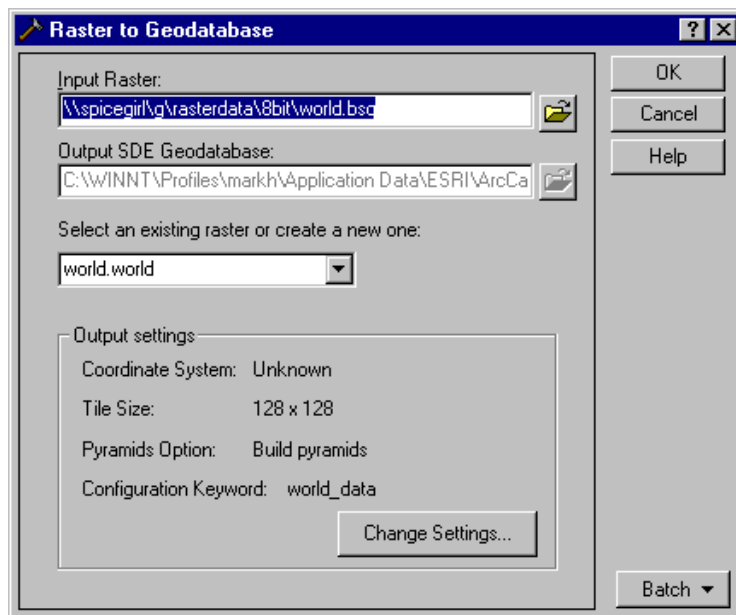 Raster to Geodatabase
Input Raster:
\\spicegirl\g\rasterdata\8bit\world.bsq
Output SDE Geodatabase:
C:\WINNT\Profiles\markh\Application Data\ESRI\ArcCa
Select an existing raster or create a new one:
world.world
Output settings
Coordinate System: Unknown
Tile Size: 128 x 128
Pyramids Option: Build pyramids
Configuration Keyword: world_data
Change Settings...
OK
Cancel
Help
Batch